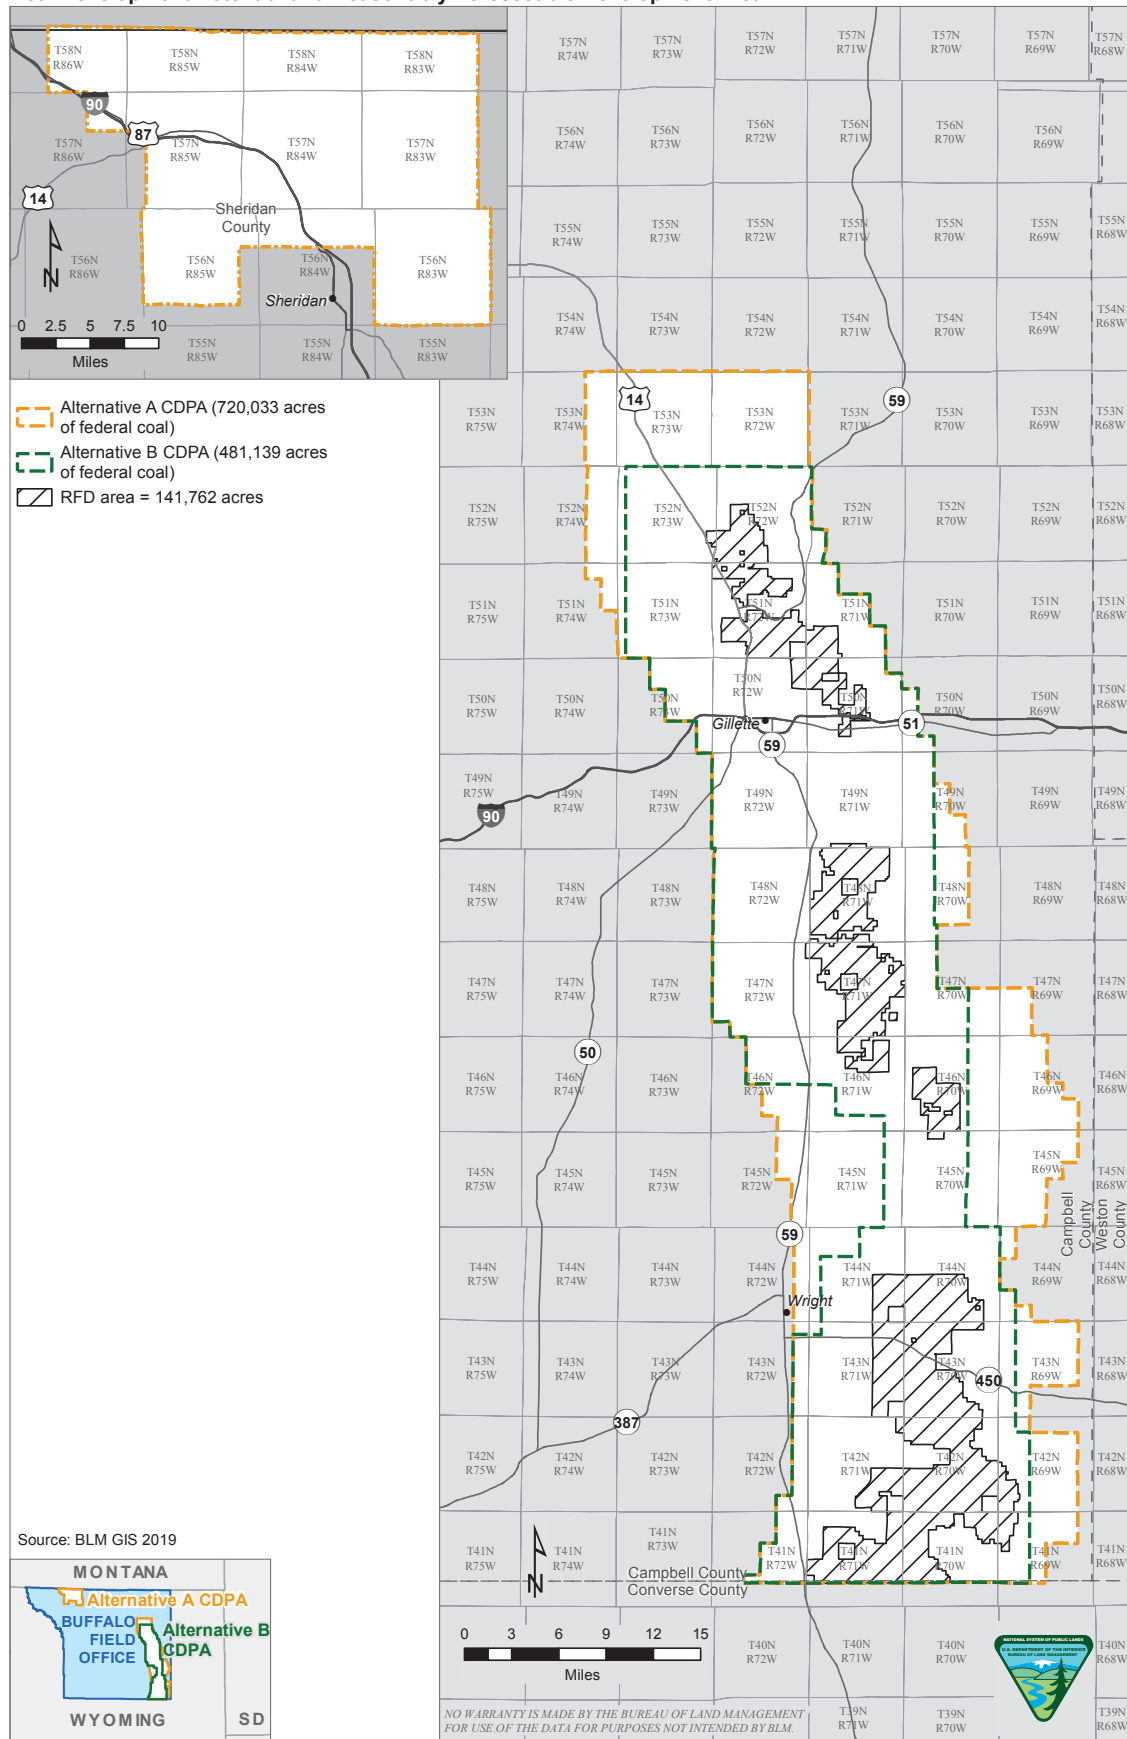 T58N
R86W
T58N
R85W
T58N
R84W
T58N
R83W
90
87
T57N
R86W
T57N
R85W
T57N
R84W
T57N
R83W
14
Sheridan
County
N
T56N
R86W
T56N
R85W
T56N
R84W
T56N
R83W
Sheridan
0 2.5 5 7.5 10
Miles
T55N
R85W
T55N
R84W
T55N
R83W
Alternative A CDPA (720,033 acres
of federal coal)
Alternative B CDPA (481,139 acres
of federal coal)
RFD area = 141,762 acres
T57N T57N T57N T57N T57N T57N T57N
R74W R73W R72W R71W R70W R69W R68W
T56N T56N T56N T56N T56N T56N
R74W R73W R72W R71W R70W R69W
T55N T55N T55N T55N T55N T55N T55N
R74W R73W R72W R71W R70W R69W R68W
T54N T54N T54N T54N T54N T54N T54N
R74W R73W R72W R71W R70W R69W R68W
14
59
T53N T53N T53N T53N T53N T53N T53N T53N
R75W R74W R73W R72W R71W R70W R69W R68W
T52N T52N T52N T52N T52N T52N T52N T52N
R75W R74W R73W R72W R71W R70W R69W R68W
T51N T51N T51N T51N T51N T51N T51N T51N
R75W R74W R73W R72W R71W R70W R69W R68W
T50N T50N T50N T50N T50N T50N T50N T50N
R75W R74W R73W R72W R71W R70W R69W R68W
Gillette
51
59
T49N T49N T49N T49N T49N T49N T49N T49N
R75W R74W R73W R72W R71W R70W R69W R68W
90
T48N T48N T48N T48N T48N T48N T48N T48N
R75W R74W R73W R72W R71W R70W R69W R68W
T47N T47N T47N T47N T47N T47N T47N T47N
R75W R74W R73W R72W R71W R70W R69W R68W
50
T46N T46N T46N T46N T46N T46N T46N T46N
R75W R74W R73W R72W R71W R70W R69W R68W
T45N T45N T45N T45N T45N T45N T45N T45N
R75W R74W R73W R72W R71W R70W R69W R68W
Campbell
County
Weston
County
59
T44N T44N T44N T44N T44N T44N T44N T44N
R75W R74W R73W R72W R71W R70W R69W R68W
Wright
T43N T43N T43N T43N T43N T43N T43N T43N
R75W R74W R73W R72W R71W R70W R69W R68W
450
387
T42N T42N T42N T42N T42N T42N T42N T42N
R75W R74W R73W R72W R71W R70W R69W R68W
T41N T41N T41N T41N T41N T41N T41N T41N
R75W R74W R73W R72W R71W R70W R69W R68W
N
Campbell County
Converse County
0 3 6 9 12 15
Miles
T40N T40N T40N T40N
R72W R71W R70W R68W
T39N T39N T39N
R71W R70W R68W
NATIONAL SYSTEM OF PUBLIC LANDS
U.S. DEPARTMENT OF THE INTERIOR
BUREAU OF LAND MANAGEMENT
NO WARRANTY IS MADE BY THE BUREAU OF LAND MANAGEMENT
FOR USE OF THE DATA FOR PURPOSES NOT INTENDED BY BLM.
Source: BLM GIS 2019
MONTANA
Alternative A CDPA
BUFFALO
FIELD
OFFICE
Alternative B
CDPA
WYOMING
SD